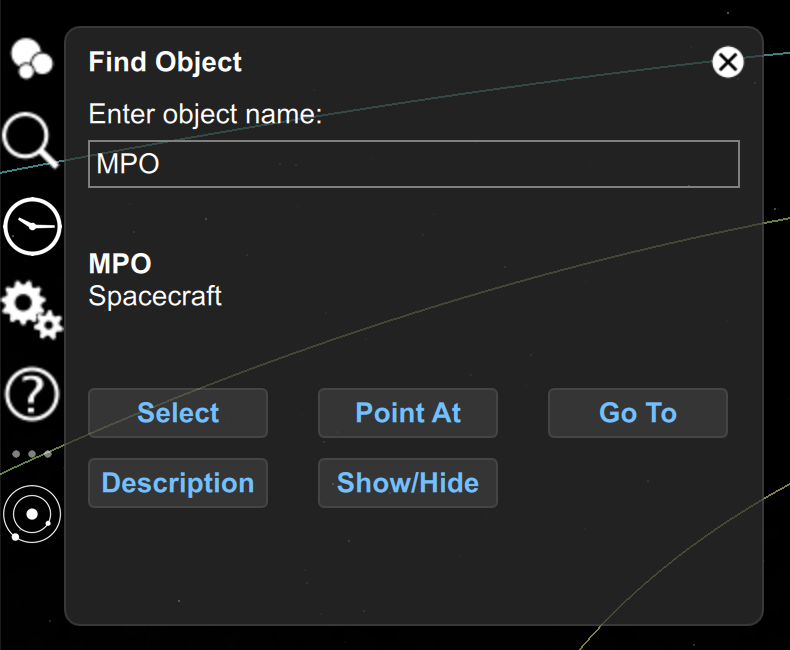 Find Object
Enter object name:
MPO
MPO
Spacecraft
Select
Point At
Go To
Description
Show/Hide